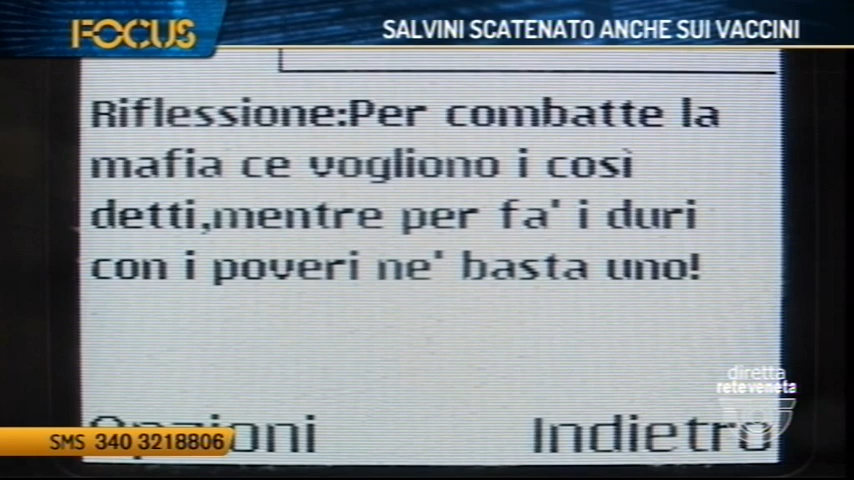 FOCUS
SALVINI SCATENATO ANCHE SUI VACCINI
Riflessione:Per combatte la
mafia ce vogliono i così
detti,mentre per fa' i duri
con i poveri ne' basta uno!
diretta
reteveneta
Opzioni
Indietro
SMS 340 3218806